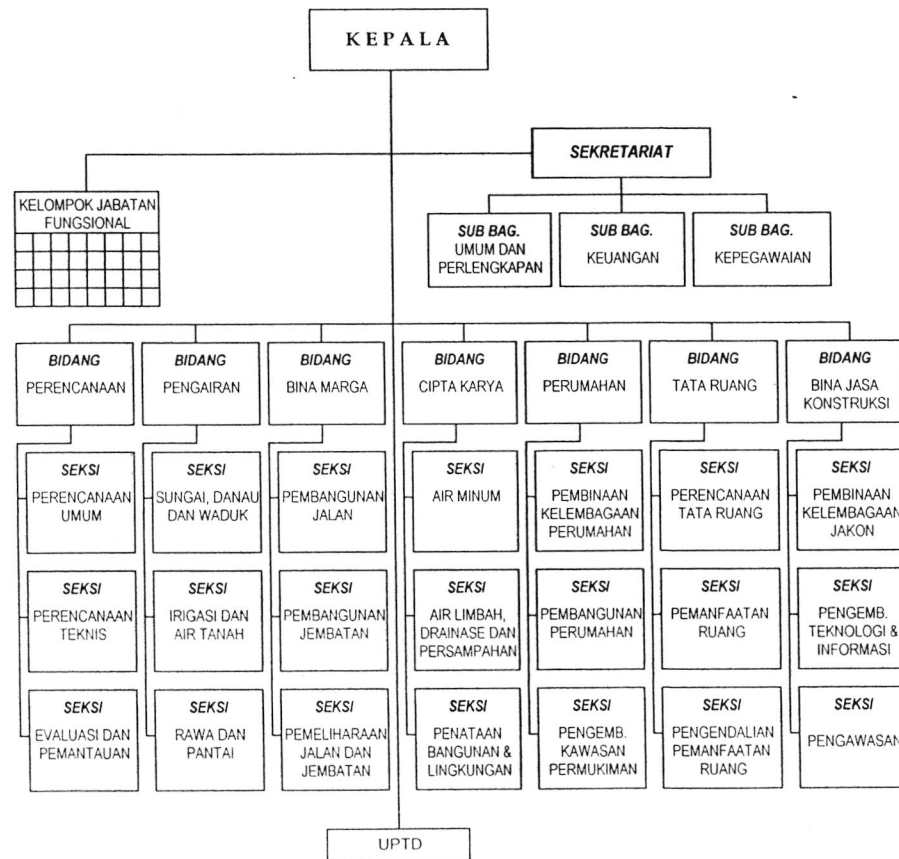 KEPALA
SEKRETARIAT
KELOMPOK JABATAN
FUNGSIONAL
SUB BAG.
UMUM DAN
PERLENGKAPAN
SUB BAG.
KEUANGAN
SUB BAG.
KEPEGAWAIAN
BIDANG
PERENCANAAN
BIDANG
PENGAIRAN
BIDANG
BINA MARGA
BIDANG
CIPTA KARYA
BIDANG
PERUMAHAN
BIDANG
TATA RUANG
BIDANG
BINA JASA
KONSTRUKSI
SEKSI
PERENCANAAN
UMUM
SEKSI
SUNGAI, DANAU
DAN WADUK
SEKSI
PEMBANGUNAN
JALAN
SEKSI
AIR MINUM
SEKSI
PEMBINAAN
KELEMBAGAAN
PERUMAHAN
SEKSI
PERENCANAAN
TATA RUANG
SEKSI
PEMBINAAN
KELEMBAGAAN
JAKON
SEKSI
PERENCANAAN
TEKNIS
SEKSI
IRIGASI DAN
AIR TANAH
SEKSI
PEMBANGUNAN
JEMBATAN
SEKSI
AIR LIMBAH,
DRAINASE DAN
PERSAMPAHAN
SEKSI
PEMBANGUNAN
PERUMAHAN
SEKSI
PEMANFAATAN
RUANG
SEKSI
PENGEMB.
TEKNOLOGI &
INFORMASI
SEKSI
EVALUASI DAN
PEMANTAUAN
SEKSI
RAWA DAN
PANTAI
SEKSI
PEMELIHARAAN
JALAN DAN
JEMBATAN
SEKSI
PENATAAN
BANGUNAN &
LINGKUNGAN
SEKSI
PENGEMB.
KAWASAN
PERMUKIMAN
SEKSI
PENGENDALIAN
PEMANFAATAN
RUANG
SEKSI
PENGAWASAN
UPTD